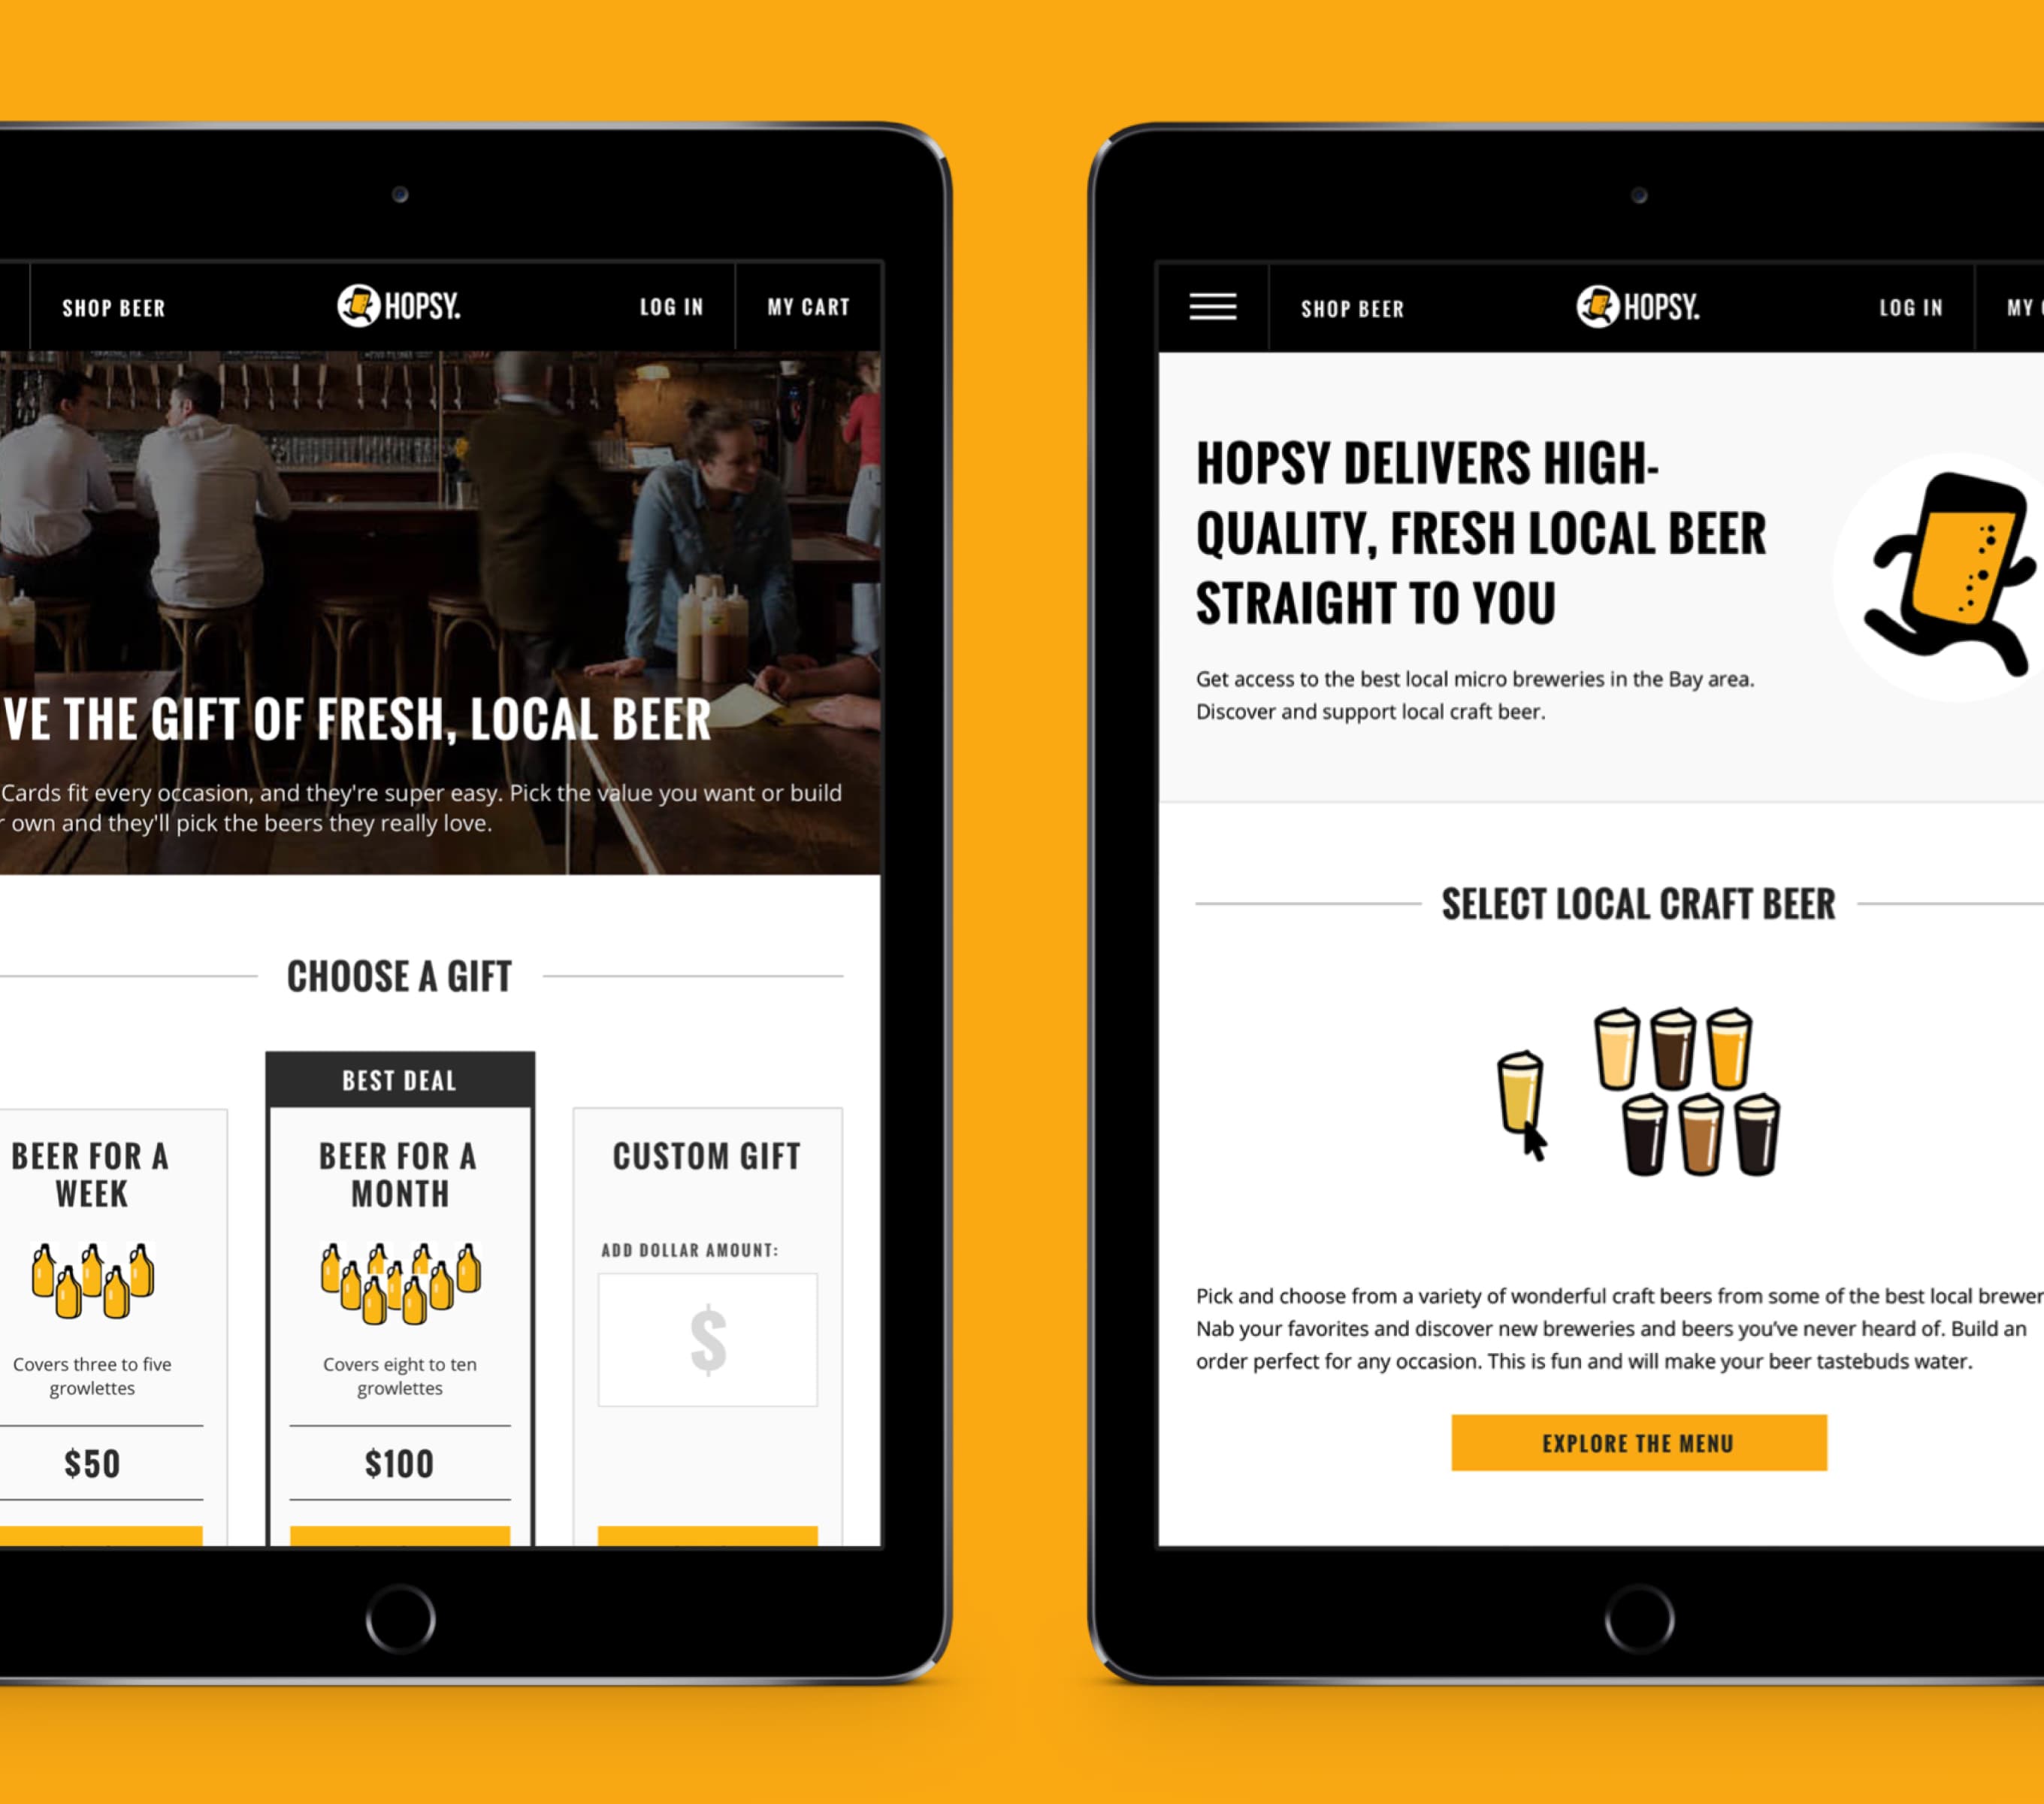 SHOP BEER
HOPSY.
LOG IN
MY CART
VE THE GIFT OF FRESH, LOCAL BEER
Cards fit every occasion, and they're super easy. Pick the value you want or build
r own and they'll pick the beers they really love.
CHOOSE A GIFT
BEER FOR A
WEEK
Covers three to five
growlettes
$50
BEST DEAL
BEER FOR A
MONTH
Covers eight to ten
growlettes
$100
CUSTOM GIFT
ADD DOLLAR AMOUNT:
$
SHOP BEER
HOPSY.
LOG IN
MY
HOPSY DELIVERS HIGH-
QUALITY, FRESH LOCAL BEER
STRAIGHT TO YOU
Get access to the best local micro breweries in the Bay area.
Discover and support local craft beer.
SELECT LOCAL CRAFT BEER
Pick and choose from a variety of wonderful craft beers from some of the best local brewer
Nab your favorites and discover new breweries and beers you've never heard of. Build an
order perfect for any occasion. This is fun and will make your beer tastebuds water.
EXPLORE THE MENU